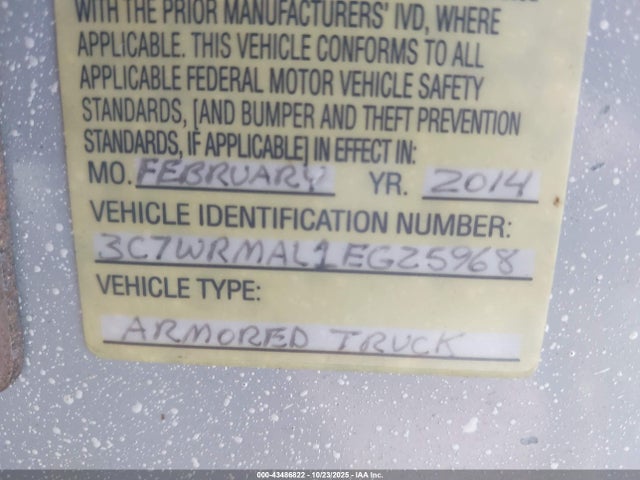 WITH THE PRIOR MANUFACTURERS' IVD, WHERE
APPLICABLE. THIS VEHICLE CONFORMS TO ALL
APPLICABLE FEDERAL MOTOR VEHICLE SAFETY
STANDARDS, [AND BUMPER AND THEFT PREVENTION
STANDARDS, IF APPLICABLE] IN EFFECT IN:
MO. FEBRUARY YR. 2014
VEHICLE IDENTIFICATION NUMBER:
3C7WRMAL1EG25968
VEHICLE TYPE:
ARMORED TRUCK
000-43486822 - 10/23/2025 - IAA Inc.